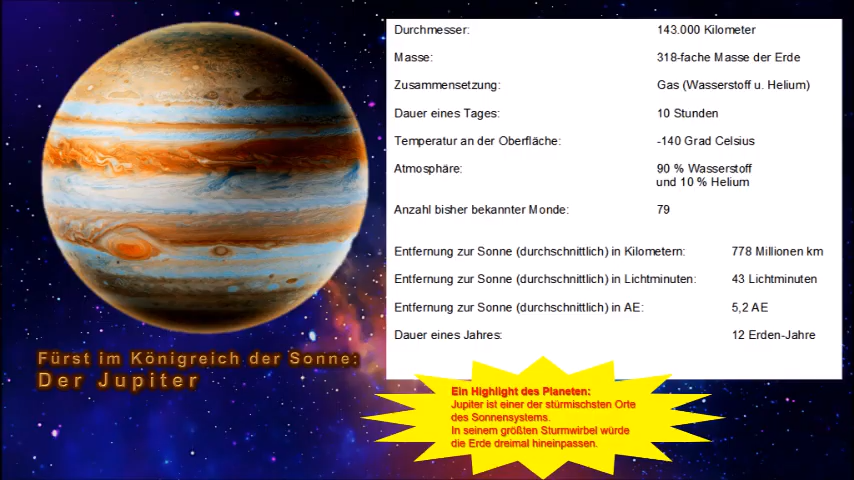 Durchmesser: 143.000 Kilometer
Masse: 318-fache Masse der Erde
Zusammensetzung: Gas (Wasserstoff u. Helium)
Dauer eines Tages: 10 Stunden
Temperatur an der Oberfläche: -140 Grad Celsius
Atmosphäre: 90 % Wasserstoff
und 10 % Helium
Anzahl bisher bekannter Monde: 79
Entfernung zur Sonne (durchschnittlich) in Kilometern: 778 Millionen km
Entfernung zur Sonne (durchschnittlich) in Lichtminuten: 43 Lichtminuten
Entfernung zur Sonne (durchschnittlich) in AE: 5,2 AE
Dauer eines Jahres: 12 Erden-Jahre
Fürst im Königreich der Sonne:
Der Jupiter
Ein Highlight des Planeten:
Jupiter ist einer der stürmischsten Orte
des Sonnensystems.
In seinem größten Sturmwirbel würde
die Erde dreimal hineinpassen.